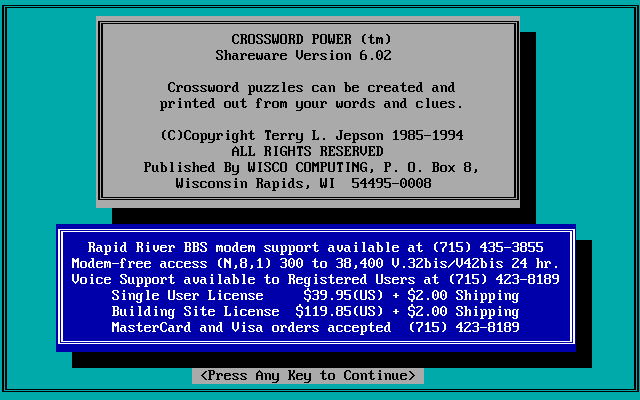 CROSSWORD POWER (tm)
Shareware Version 6.02
Crossword puzzles can be created and
printed out from your words and clues.
(C)Copyright Terry L. Jepson 1985-1994
ALL RIGHTS RESERVED
Published By WISCO COMPUTING, P. O. Box 8,
Wisconsin Rapids, WI  54495-0008
Rapid River BBS modem support available at (715) 435-3855
Modem-free access (N,8,1) 300 to 38,400 V.32bis/V42bis 24 hr.
Voice Support available to Registered Users at (715) 423-8189
Single User License     $39.95(US) + $2.00 Shipping
Building Site License  $119.85(US) + $2.00 Shipping
MasterCard and Visa orders accepted  (715) 423-8189
<Press Any Key to Continue>